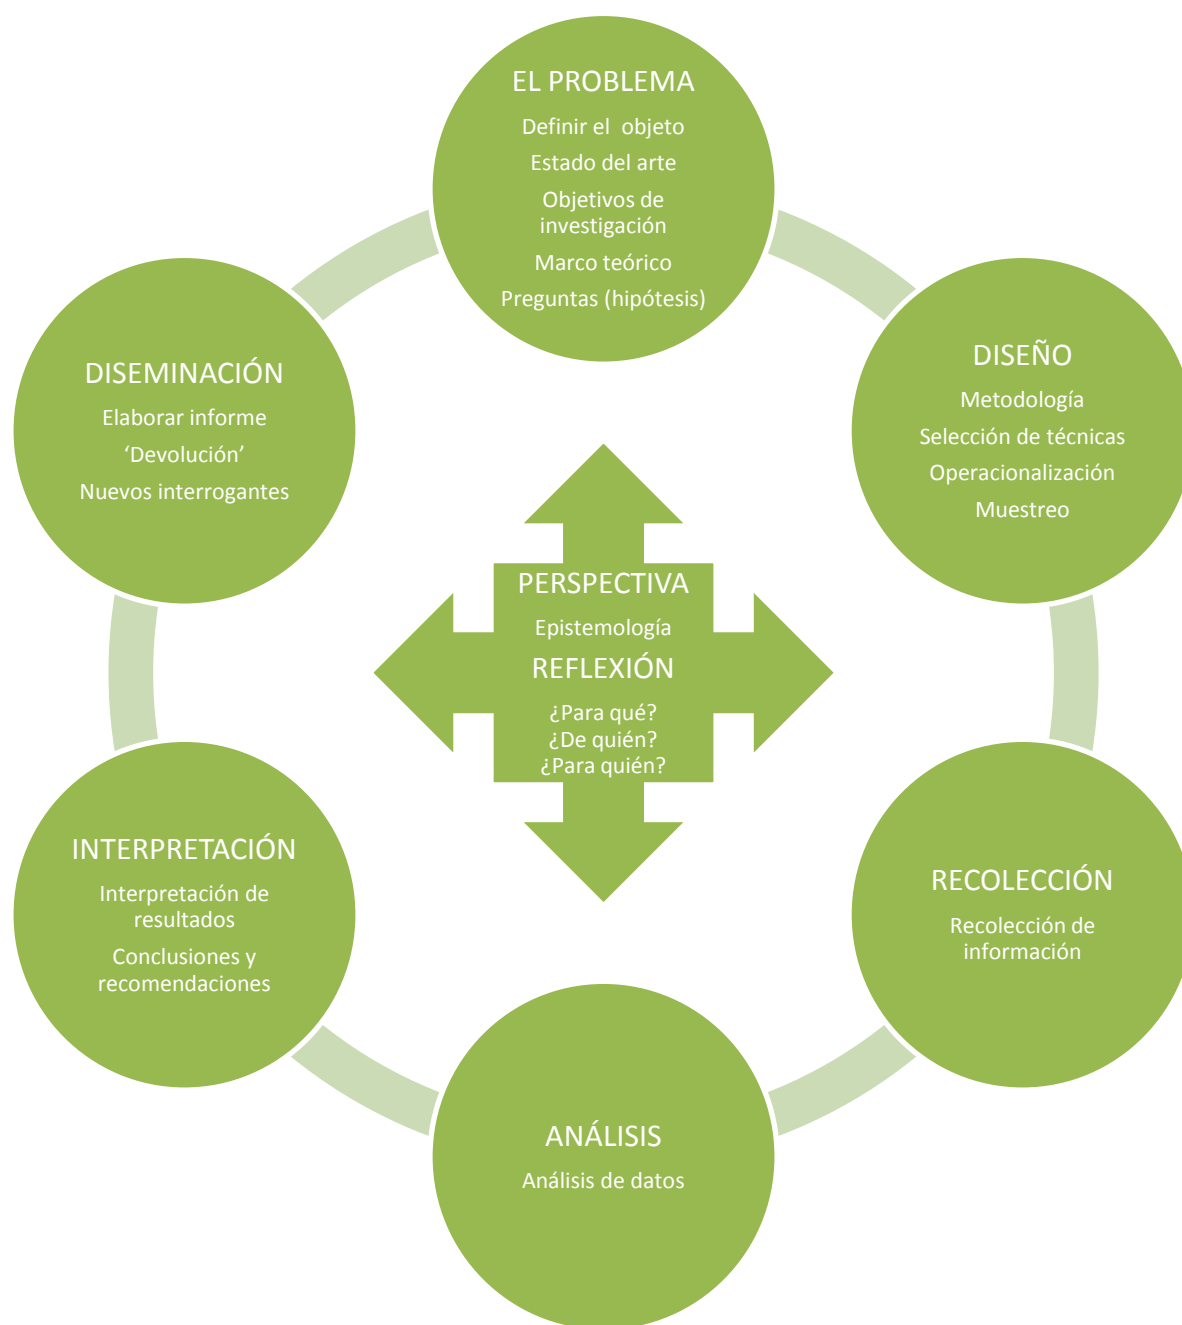 EL PROBLEMA
Definir el objeto
Estado del arte
Objetivos de
investigación
Marco teórico
Preguntas (hipótesis)
DISEÑO
Metodología
Selección de técnicas
Operacionalización
Muestreo
RECOLECCIÓN
Recolección de
información
ANÁLISIS
Análisis de datos
INTERPRETACIÓN
Interpretación de
resultados
Conclusiones y
recomendaciones
DISEMINACIÓN
Elaborar informe
‘Devolución’
Nuevos interrogantes
PERSPECTIVA
Epistemología
REFLEXIÓN
¿Para qué?
¿De quién?
¿Para quién?